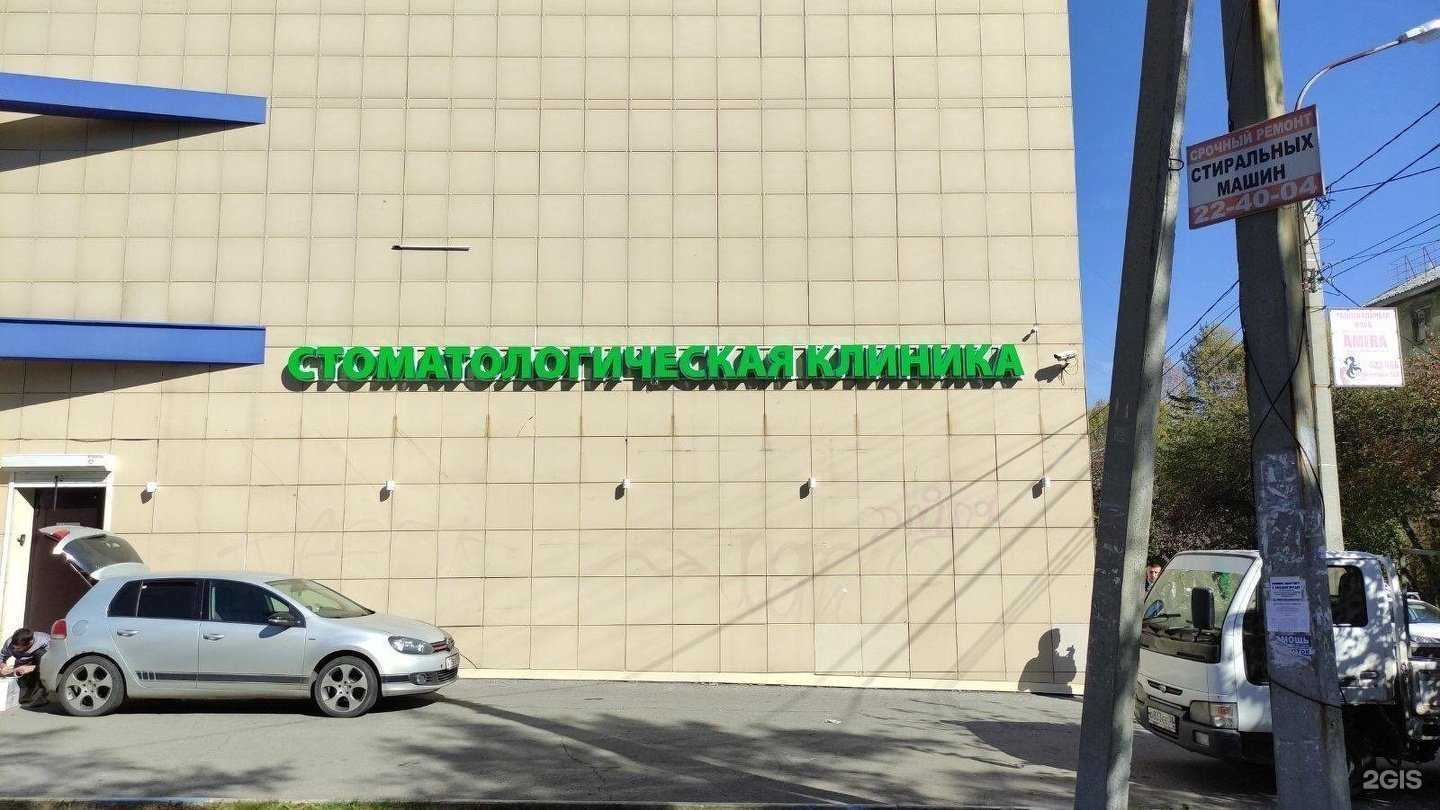 СТОМАТОЛОГИЧЕСКАЯ КЛИНИКА
СРОЧНЫЙ РЕМОНТ
СТИРАЛЬНЫХ
МАШИН
22-40-04
AMIRA
2GIS